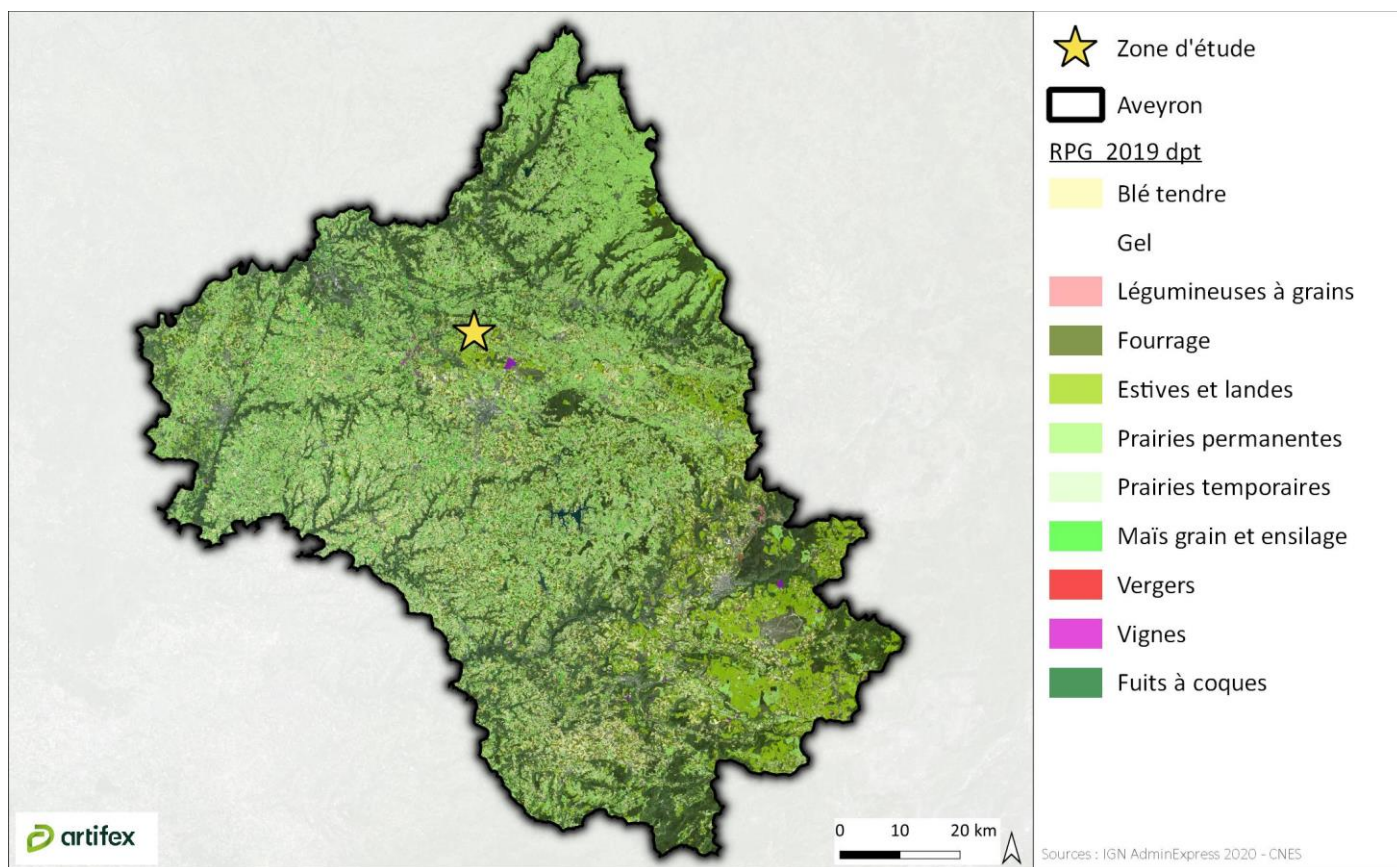 Zone d'étude
Aveyron
RPG 2019 dpt
Blé tendre
Gel
Légumineuses à grains
Fourrage
Estives et landes
Prairies permanentes
Prairies temporaires
Maïs grain et ensilage
Vergers
Vignes
Fuits à coques
artifex
0 10 20 km
Sources : IGN AdminExpress 2020 - CNES